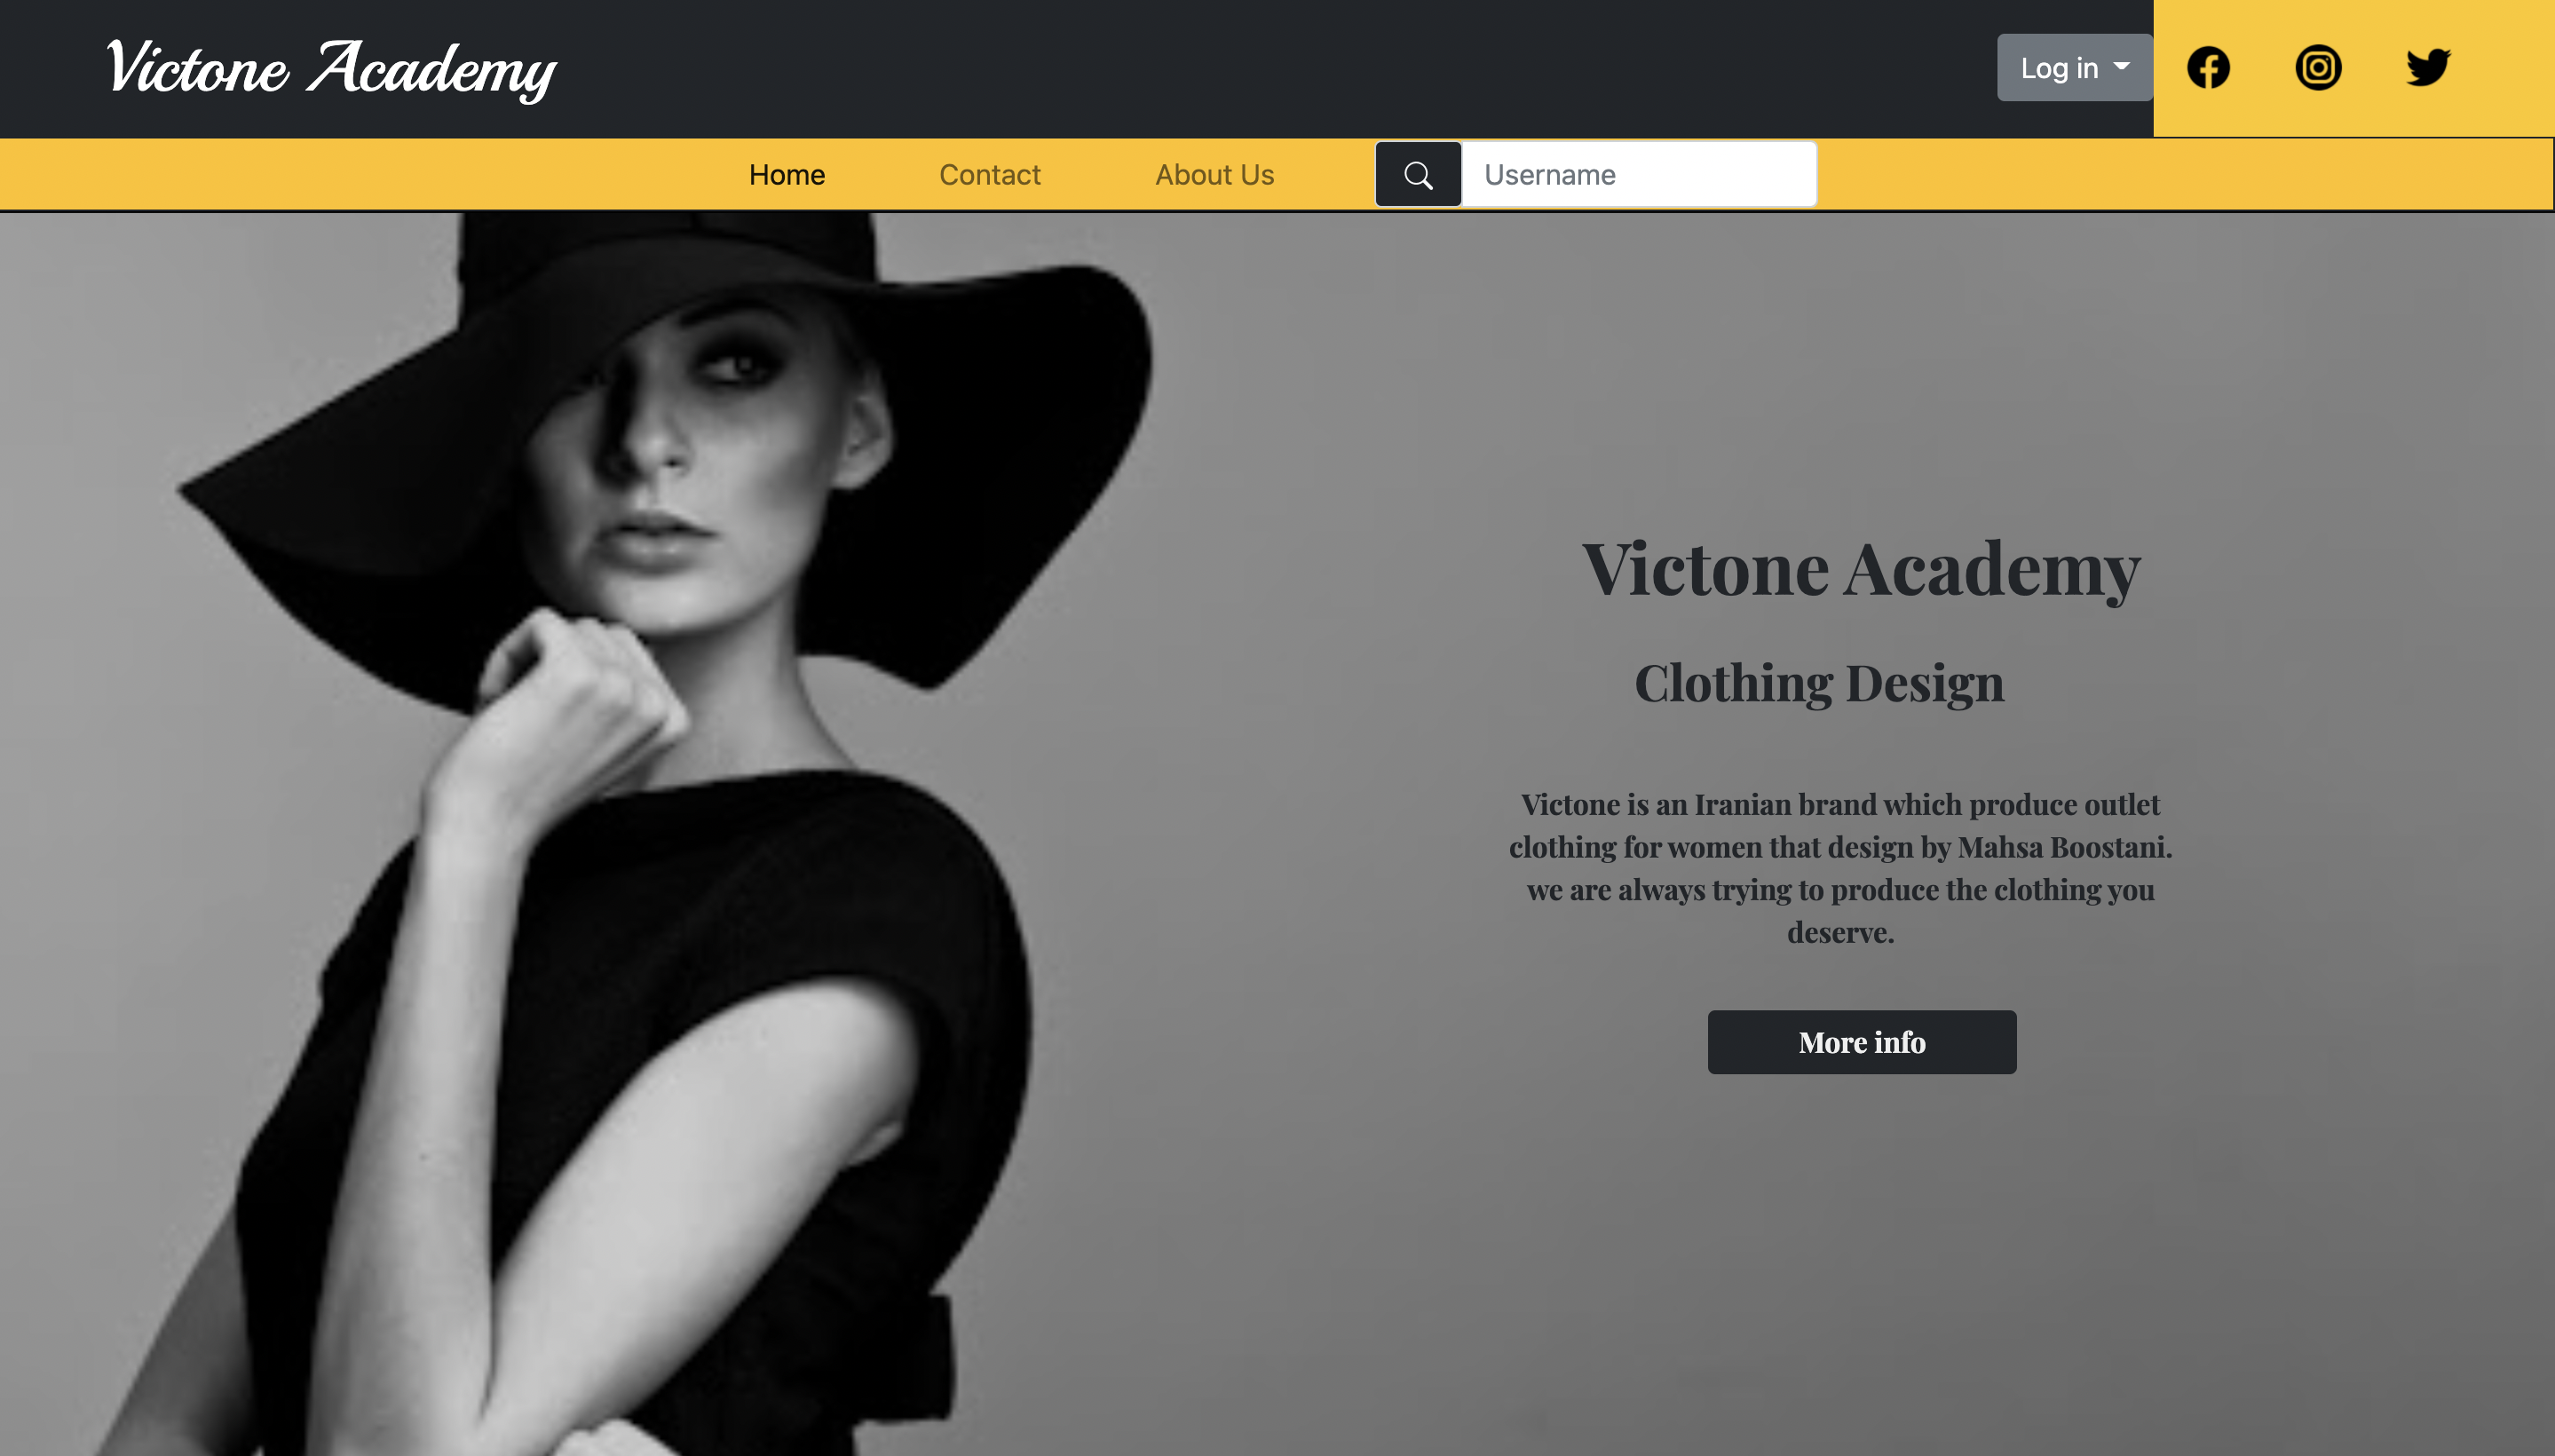 Victone Academy
Log in
Home
Contact
About Us
Username
Victone Academy
Clothing Design
Victone is an Iranian brand which produce outlet
clothing for women that design by Mahsa Boostani.
we are always trying to produce the clothing you
deserve.
More info